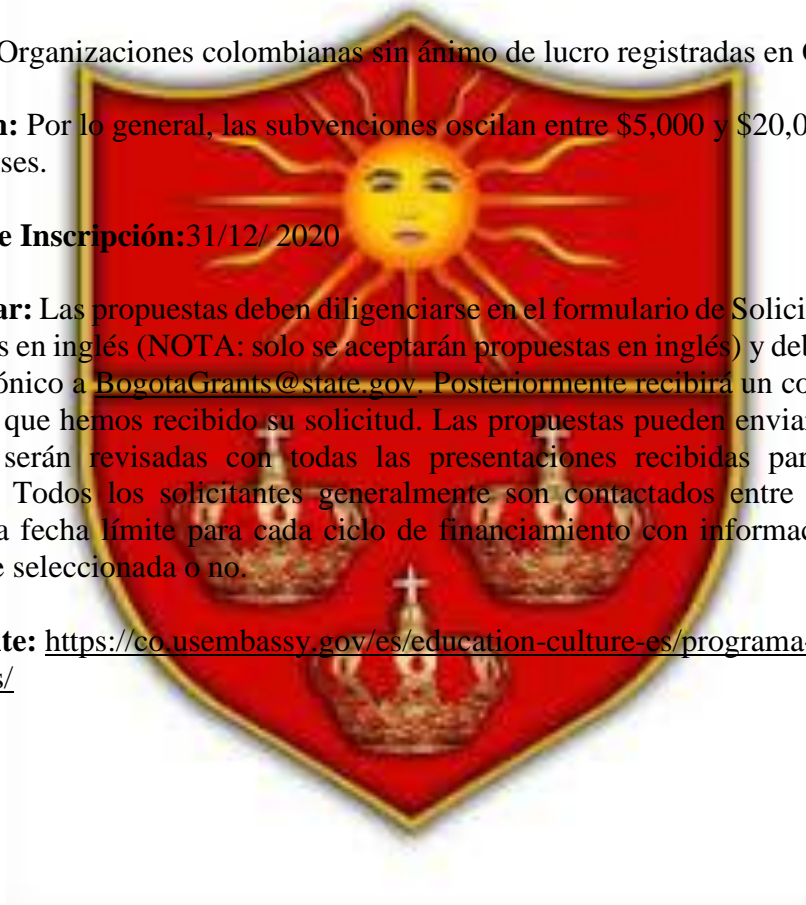 Organizaciones colombianas sin ánimo de lucro registradas en
n: Por lo general, las subvenciones oscilan entre $5,000 y $20,0
ses.
e Inscripción:31/12/ 2020
ar: Las propuestas deben diligenciarse en el formulario de Solici
s en inglés (NOTA: solo se aceptarán propuestas en inglés) y deb
ónico a BogotaGrants@state.gov. Posteriormente recibirá un co
que hemos recibido su solicitud. Las propuestas pueden enviar
serán revisadas con todas las presentaciones recibidas par
Todos los solicitantes generalmente son contactados entre
a fecha límite para cada ciclo de financiamiento con informac
e seleccionada o no.
te: https://co.usembassy.gov/es/education-culture-es/programa-
s/